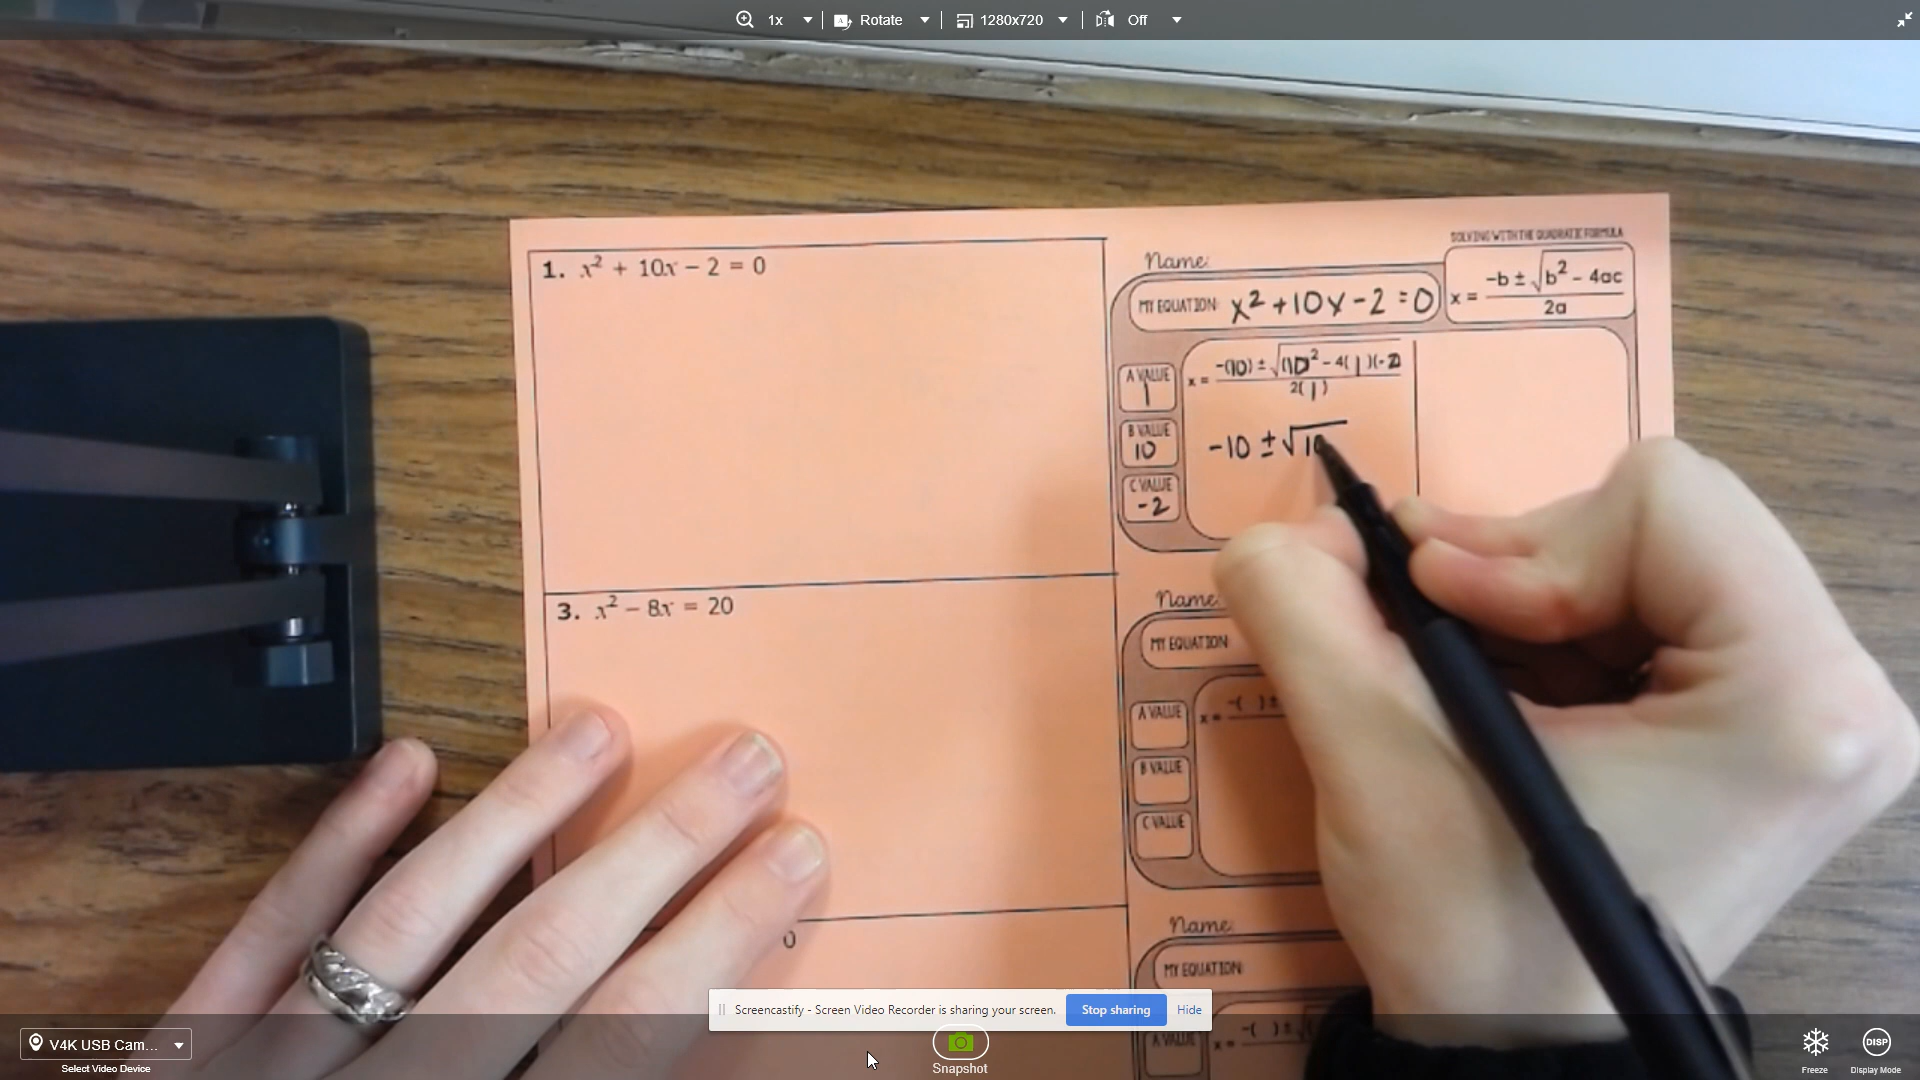 1x
Rotate
1280x720
Off
1. x² + 10x − 2 = 0
SOLVING WITH THE QUADRATIC FORMULA
x = -b ± √b² - 4ac / 2a
Name:
MY EQUATION: x² + 10x - 2 = 0
A VALUE
1
B VALUE
10
C VALUE
-2
x = -(10) ± √(10)² - 4(1)(-2) / 2(1)
-10 ± √10
3. x² − 8x = 20
Name:
MY EQUATION:
A VALUE
B VALUE
C VALUE
x = -( ) ±
0
Name:
MY EQUATION:
A VALUE
x = -( ) ± √(
Screencastify - Screen Video Recorder is sharing your screen.
Stop sharing
Hide
V4K USB Cam...
Select Video Device
Snapshot
Freeze
DISP
Display Mode